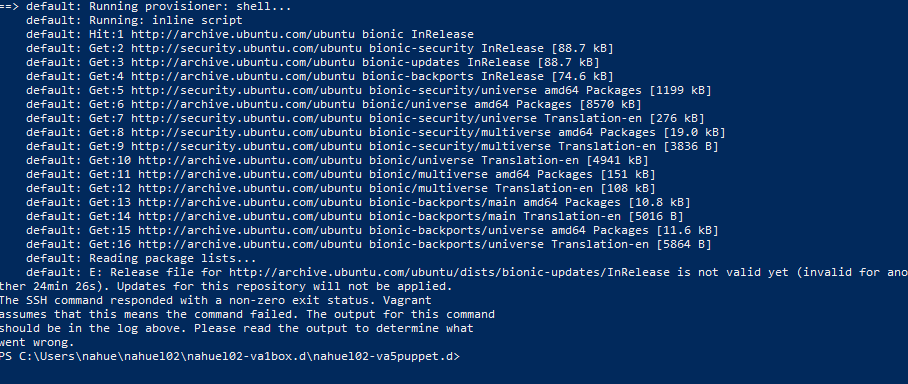 ==> default: Running provisioner: shell...
    default: Running: inline script
    default: Hit:1 http://archive.ubuntu.com/ubuntu bionic InRelease
    default: Get:2 http://security.ubuntu.com/ubuntu bionic-security InRelease [88.7 kB]
    default: Get:3 http://archive.ubuntu.com/ubuntu bionic-updates InRelease [88.7 kB]
    default: Get:4 http://archive.ubuntu.com/ubuntu bionic-backports InRelease [74.6 kB]
    default: Get:5 http://security.ubuntu.com/ubuntu bionic-security/universe amd64 Packages [1199 kB]
    default: Get:6 http://archive.ubuntu.com/ubuntu bionic/universe amd64 Packages [8570 kB]
    default: Get:7 http://security.ubuntu.com/ubuntu bionic-security/universe Translation-en [276 kB]
    default: Get:8 http://security.ubuntu.com/ubuntu bionic-security/multiverse amd64 Packages [19.0 kB]
    default: Get:9 http://security.ubuntu.com/ubuntu bionic-security/multiverse Translation-en [3836 B]
    default: Get:10 http://archive.ubuntu.com/ubuntu bionic/universe Translation-en [4941 kB]
    default: Get:11 http://archive.ubuntu.com/ubuntu bionic/multiverse amd64 Packages [151 kB]
    default: Get:12 http://archive.ubuntu.com/ubuntu bionic/multiverse Translation-en [108 kB]
    default: Get:13 http://archive.ubuntu.com/ubuntu bionic-backports/main amd64 Packages [10.8 kB]
    default: Get:14 http://archive.ubuntu.com/ubuntu bionic-backports/main Translation-en [5016 B]
    default: Get:15 http://archive.ubuntu.com/ubuntu bionic-backports/universe amd64 Packages [11.6 kB]
    default: Get:16 http://archive.ubuntu.com/ubuntu bionic-backports/universe Translation-en [5864 B]
    default: Reading package lists...
    default: E: Release file for http://archive.ubuntu.com/ubuntu/dists/bionic-updates/InRelease is not valid yet (invalid for ano
ther 24min 26s). Updates for this repository will not be applied.
The SSH command responded with a non-zero exit status. Vagrant
assumes that this means the command failed. The output for this command
should be in the log above. Please read the output to determine what
went wrong.
PS C:\Users\nahue\nahuel02\nahuel02-va1box.d\nahuel02-va5puppet.d>